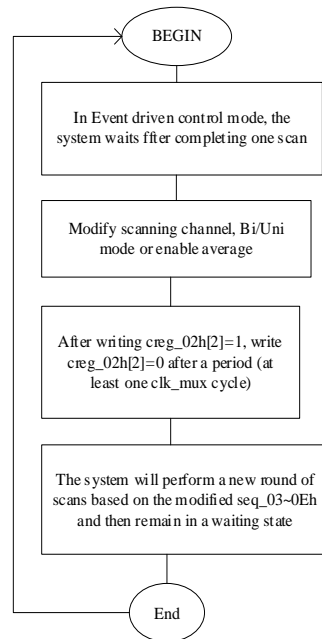 BEGIN
In Event driven control mode, the
system waits ffter completing one scan
Modify scanning channel, Bi/Uni
mode or enable average
After writing creg_02h[2]=1, write
creg_02h[2]=0 after a period (at
least one clk_mux cycle)
The system will perform a new round of
scans based on the modified seq_03~0Eh
and then remain in a waiting state
End